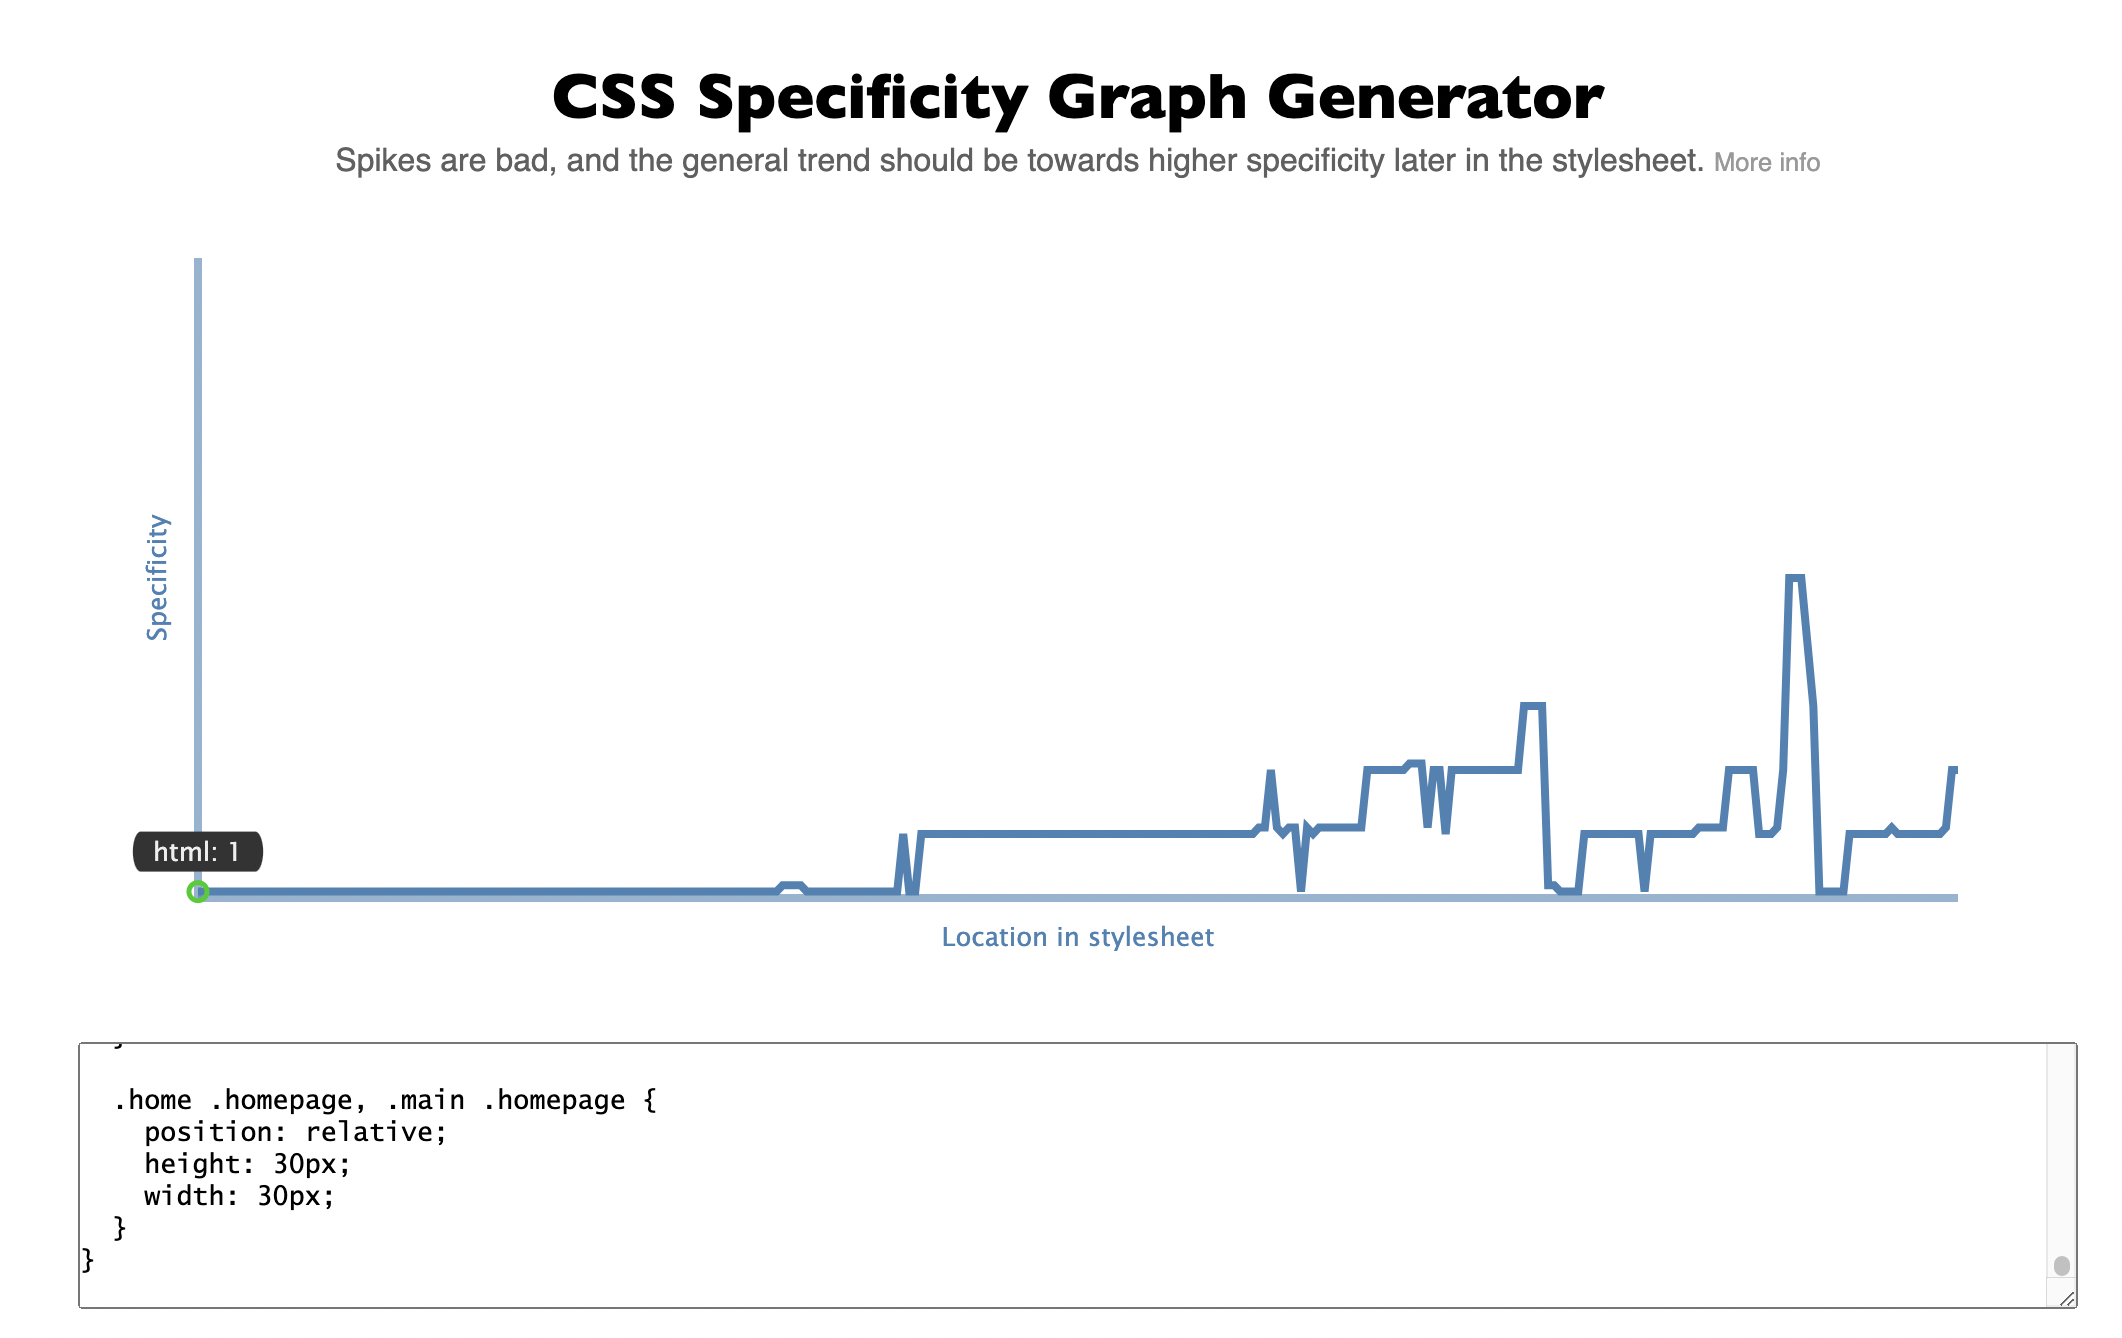 CSS Specificity Graph Generator
Spikes are bad, and the general trend should be towards higher specificity later in the stylesheet. More info
Specificity
html: 1
Location in stylesheet
}
.home .homepage, .main .homepage {
position: relative;
height: 30px;
width: 30px;
}
}